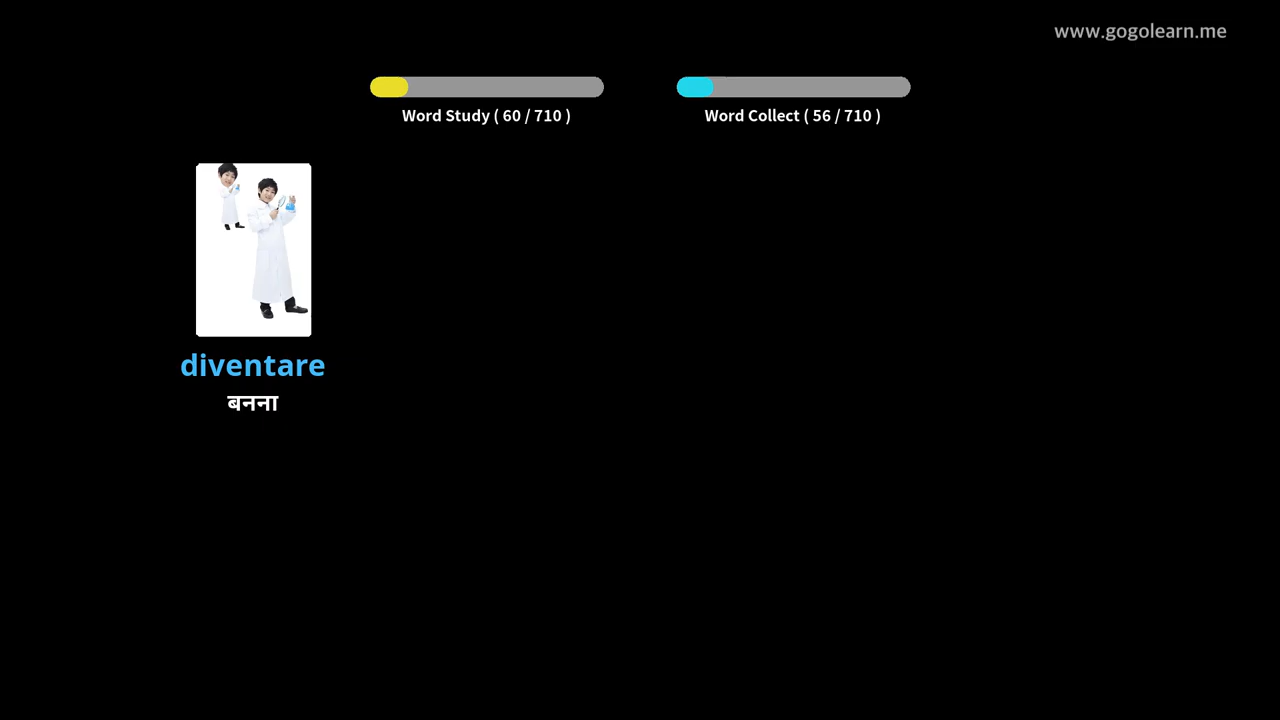 www.gogolearn.me
Word Study ( 60 / 710 )
Word Collect ( 56 / 710 )
diventare
बनना